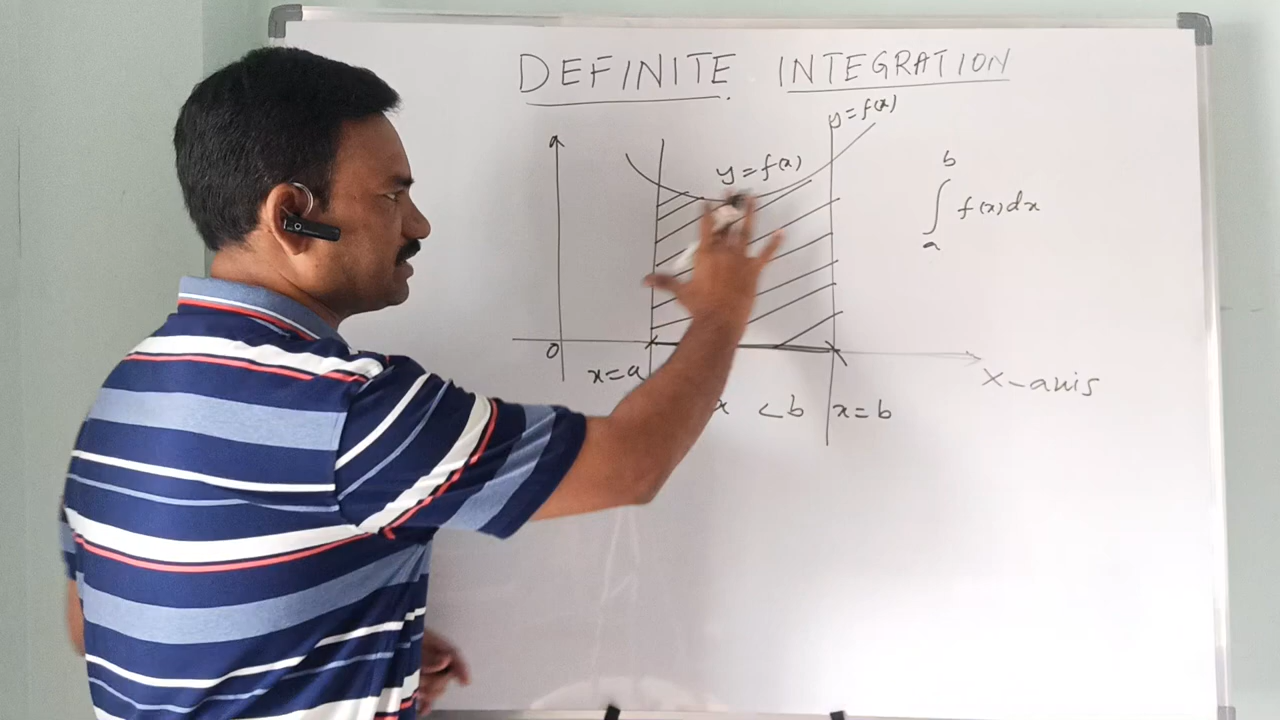 DEFINITE INTEGRATION
y = f(x)
y = f(x)
b
∫ f(x) dx
a
0
x = a
x < b
x = b
X-axis